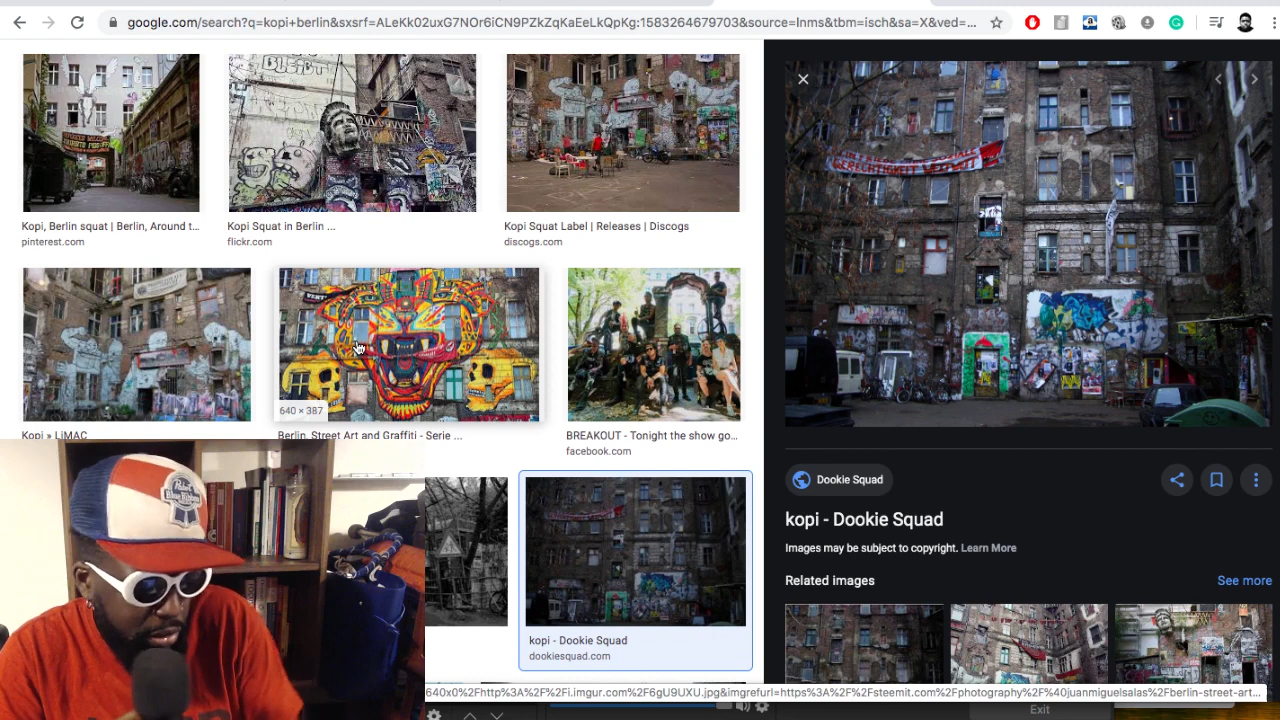 google.com/search?q=kopi+berlin&sxsrf=ALeKk02uxG7NOr6iCN9PZkZqKaEeLkQpKg:1583264679703&source=lnms&tbm=isch&sa=X&ved=...
Kopi, Berlin squat | Berlin, Around t...
pinterest.com
Kopi Squat in Berlin ...
flickr.com
Kopi Squat Label | Releases | Discogs
discogs.com
640 × 387
Kopi » LiMAC
Berlin, Street Art and Graffiti - Serie ...
BREAKOUT - Tonight the show go...
facebook.com
Pabst
Blue Ribbon
kopi - Dookie Squad
dookiesquad.com
Dookie Squad
kopi - Dookie Squad
Images may be subject to copyright. Learn More
Related images
See more
640x0%2Fhttp%3A%2F%2Fi.imgur.com%2F6gU9UXU.jpg&imgrefurl=https%3A%2F%2Fsteemit.com%2Fphotography%2F%40juanmiguelsalas%2Fberlin-street-art...
Exit